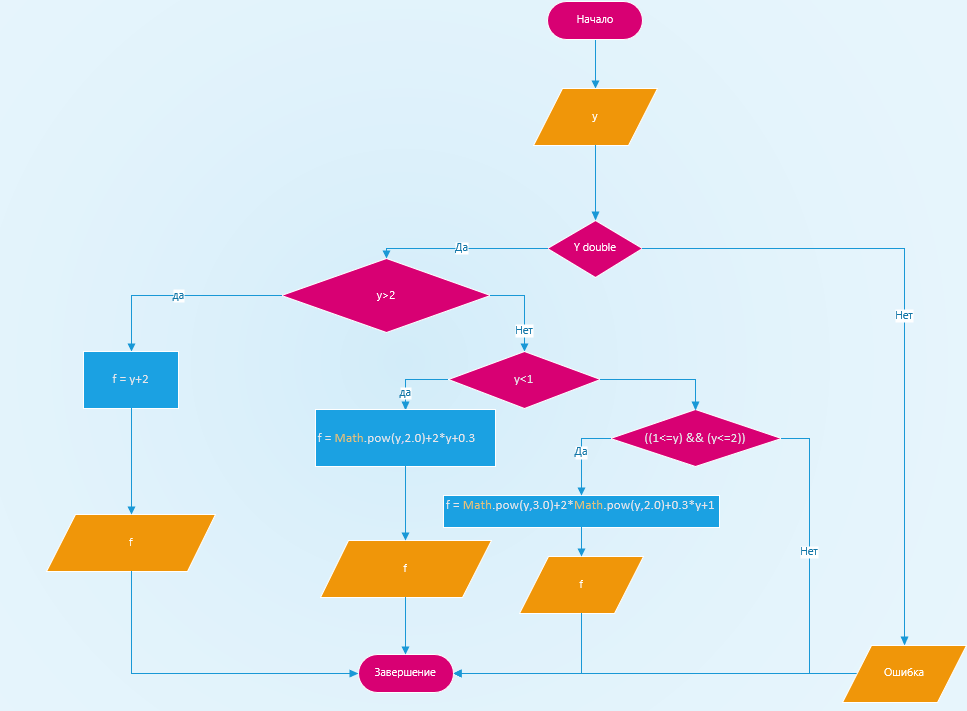 Начало
y
Y double
Да
Нет
y>2
да
Нет
f = y+2
y<1
да
f = Math.pow(y,2.0)+2*y+0.3
((1<=y) && (y<=2))
Да
Нет
f = Math.pow(y,3.0)+2*Math.pow(y,2.0)+0.3*y+1
f
f
f
Завершение
Ошибка